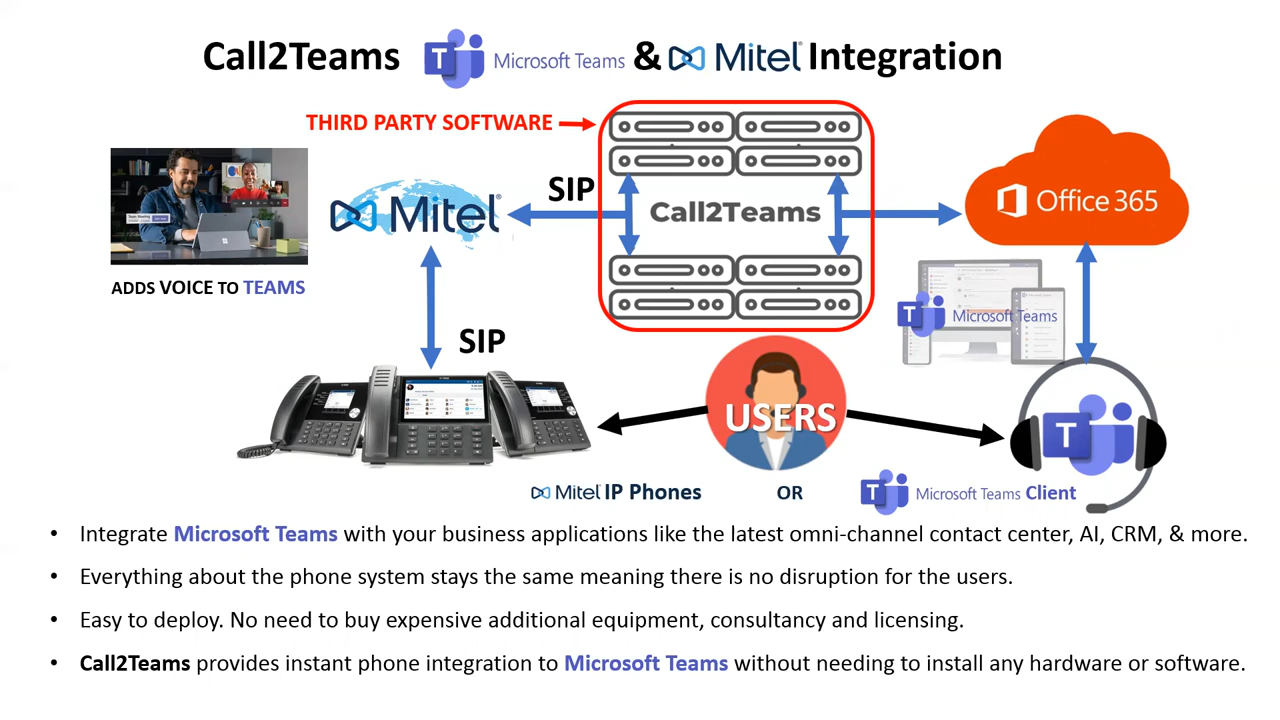 Call2Teams Microsoft Teams & Mitel Integration
THIRD PARTY SOFTWARE
SIP
Mitel
Call2Teams
Office 365
ADDS VOICE TO TEAMS
Microsoft Teams
SIP
USERS
Mitel IP Phones
OR
Microsoft Teams Client
• Integrate Microsoft Teams with your business applications like the latest omni-channel contact center, AI, CRM, & more.
• Everything about the phone system stays the same meaning there is no disruption for the users.
• Easy to deploy. No need to buy expensive additional equipment, consultancy and licensing.
• Call2Teams provides instant phone integration to Microsoft Teams without needing to install any hardware or software.